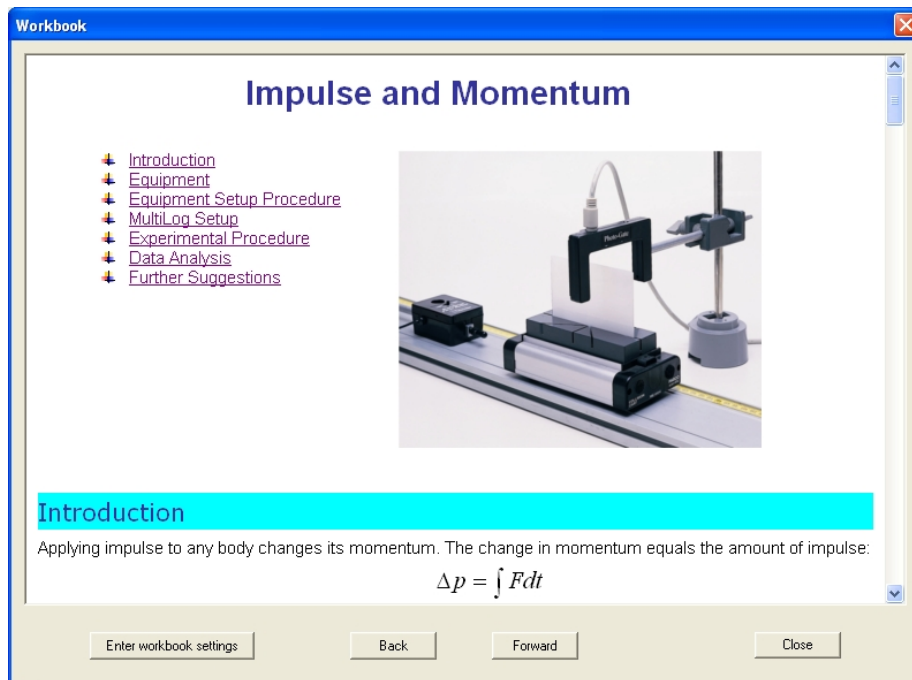 Workbook
Impulse and Momentum
Introduction
Equipment
Equipment Setup Procedure
MultiLog Setup
Experimental Procedure
Data Analysis
Further Suggestions
Photo-Gate
Introduction
Applying impulse to any body changes its momentum. The change in momentum equals the amount of impulse:
Δp = ∫ Fdt
Enter workbook settings
Back
Forward
Close